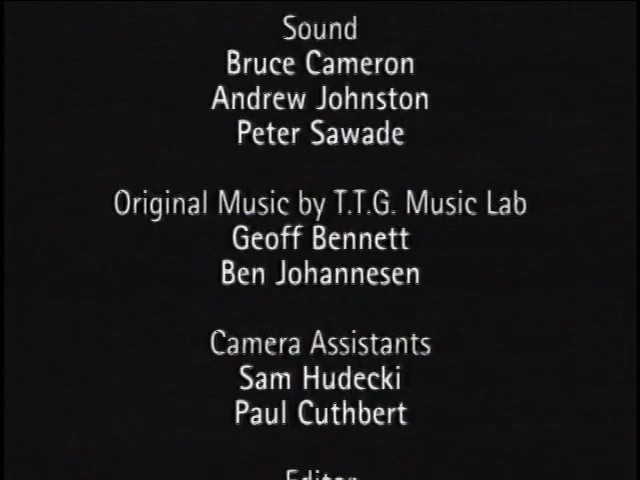 Sound
Bruce Cameron
Andrew Johnston
Peter Sawade
Original Music by T.T.G. Music Lab
Geoff Bennett
Ben Johannesen
Camera Assistants
Sam Hudecki
Paul Cuthbert
Editor